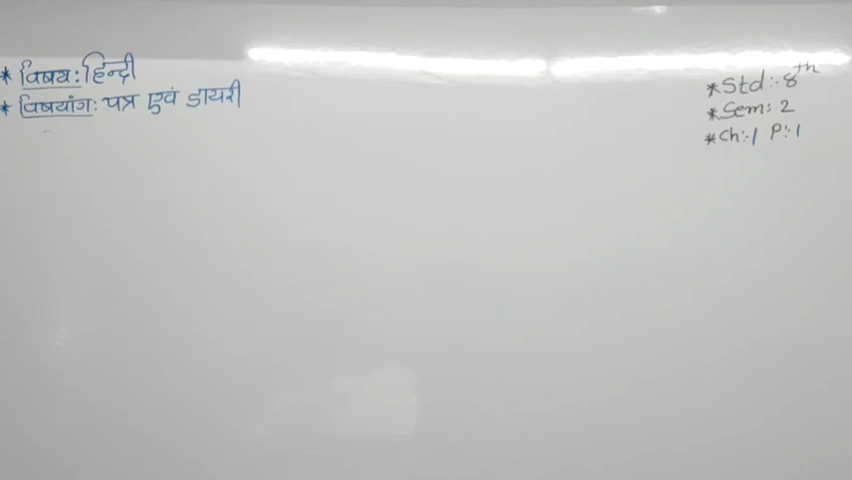 * विषय: हिन्दी
* विषयांग: पत्र एवं डायरी
* Std:- 8th
* Sem: 2
* Ch:-1 P:-1